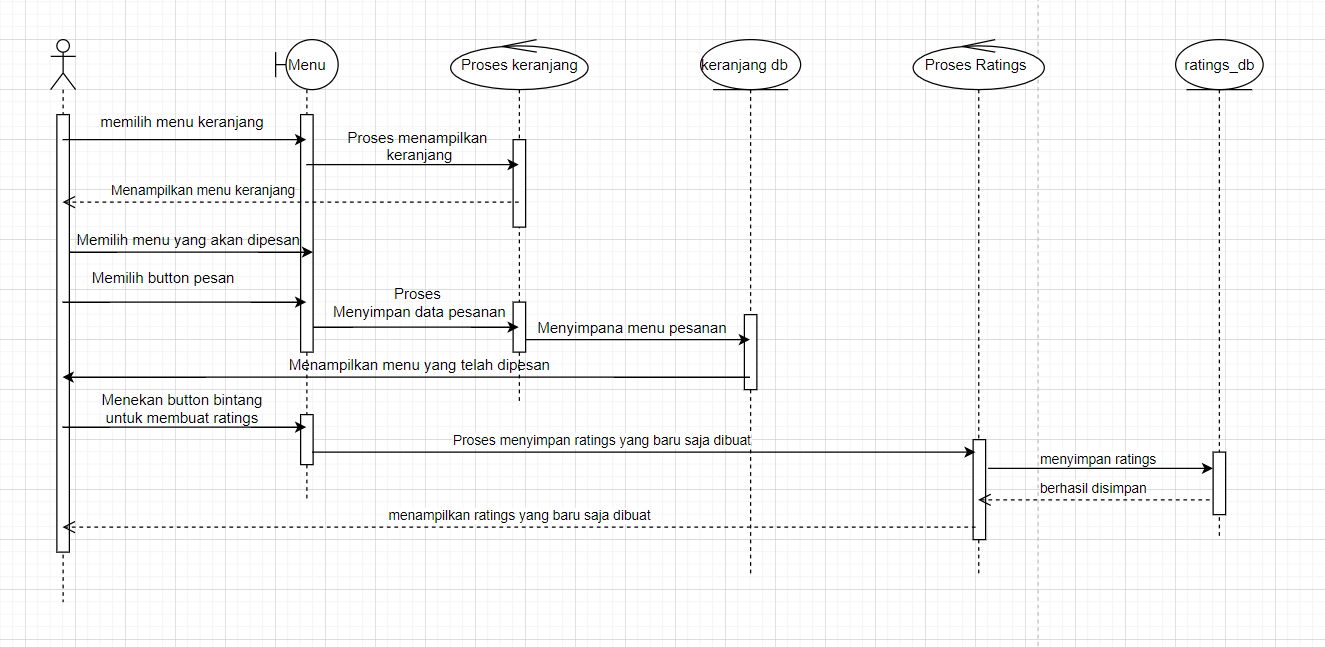 Menu
Proses keranjang
keranjang db
Proses Ratings
ratings_db
memilih menu keranjang
Proses menampilkan
keranjang
Menampilkan menu keranjang
Memilih menu yang akan dipesan
Memilih button pesan
Proses
Menyimpan data pesanan
Menyimpana menu pesanan
Menampilkan menu yang telah dipesan
Menekan button bintang
untuk membuat ratings
Proses menyimpan ratings yang baru saja dibuat
menyimpan ratings
berhasil disimpan
menampilkan ratings yang baru saja dibuat